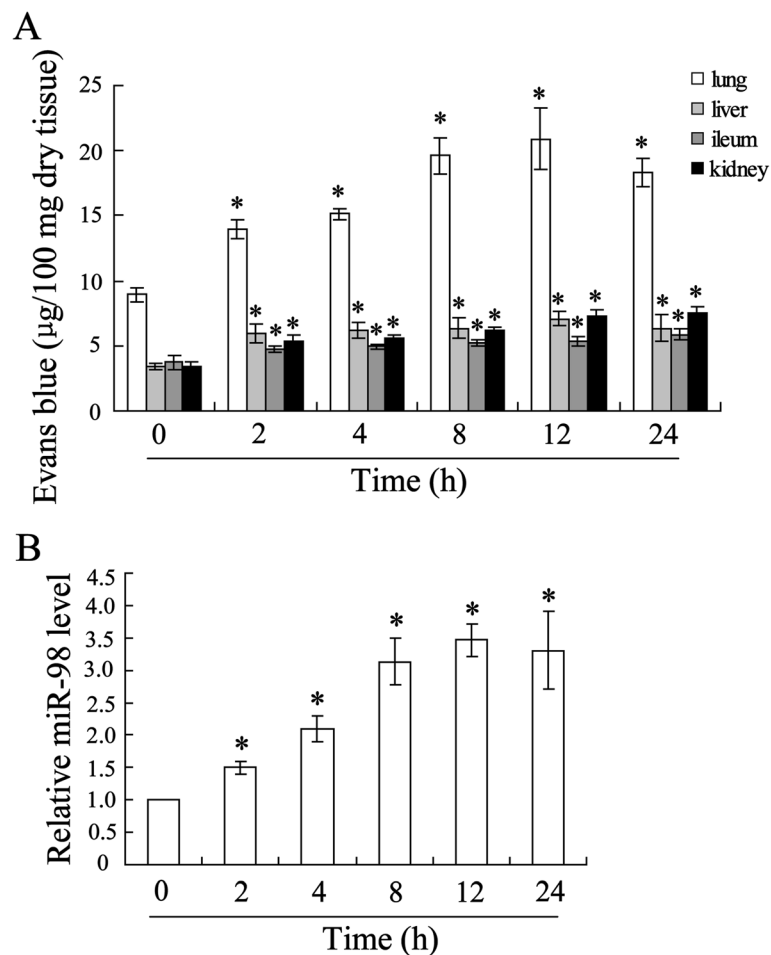 A
Evans blue (µg/100 mg dry tissue)
25
20
15
10
5
0
* * * * *
* * * * * * * * * * * * * * *
lung
liver
ileum
kidney
0 2 4 8 12 24
Time (h)
B
Relative miR-98 level
4.5
4.0
3.5
3.0
2.5
2.0
1.5
1.0
0.5
0
* * * * *
0 2 4 8 12 24
Time (h)